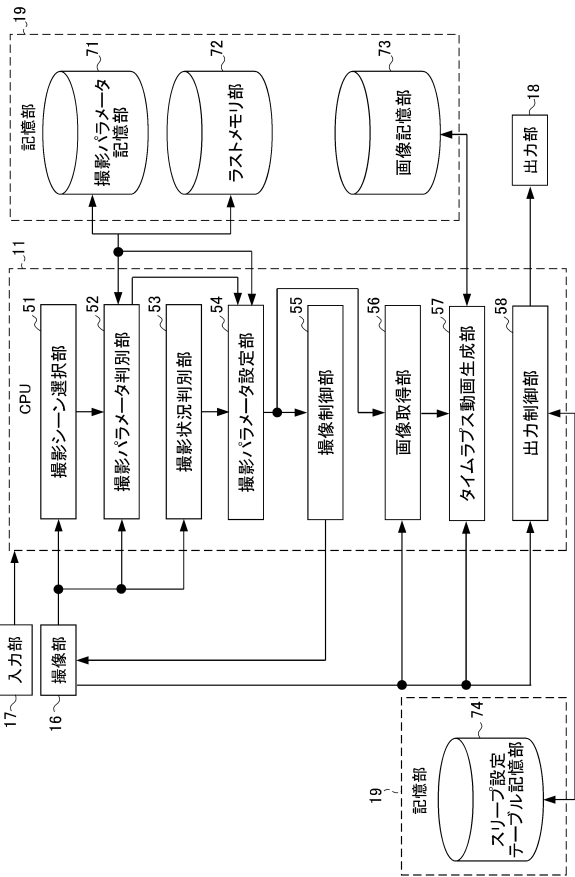 17
入力部
16
撮像部
CPU
11
51
撮影シーン選択部
52
撮影パラメータ判別部
53
撮影状況判別部
54
撮影パラメータ設定部
55
撮像制御部
56
画像取得部
57
タイムラプス動画生成部
58
出力制御部
19
記憶部
71
撮影パラメータ
記憶部
72
ラストメモリ部
73
画像記憶部
18
出力部
19
記憶部
74
スリープ設定
テーブル記憶部